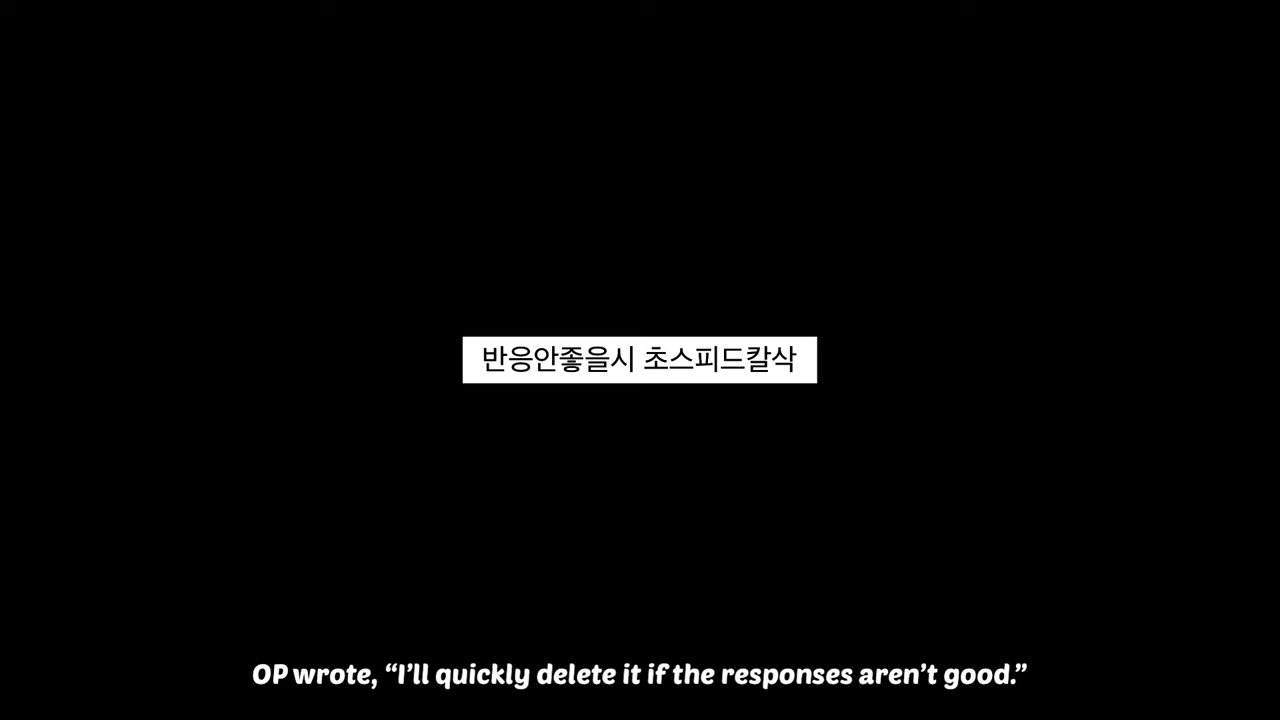 반응안좋을시 초스피드칼삭
OP wrote, “I’ll quickly delete it if the responses aren’t good.”